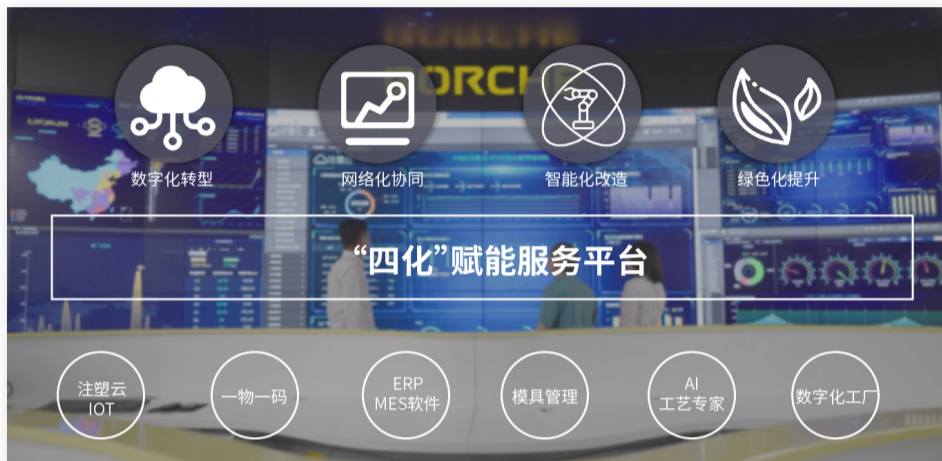 BORCHE
数字化转型
网络化协同
智能化改造
绿色化提升
“四化”赋能服务平台
注塑云
IOT
一物一码
ERP
MES软件
模具管理
AI
工艺专家
数字化工厂